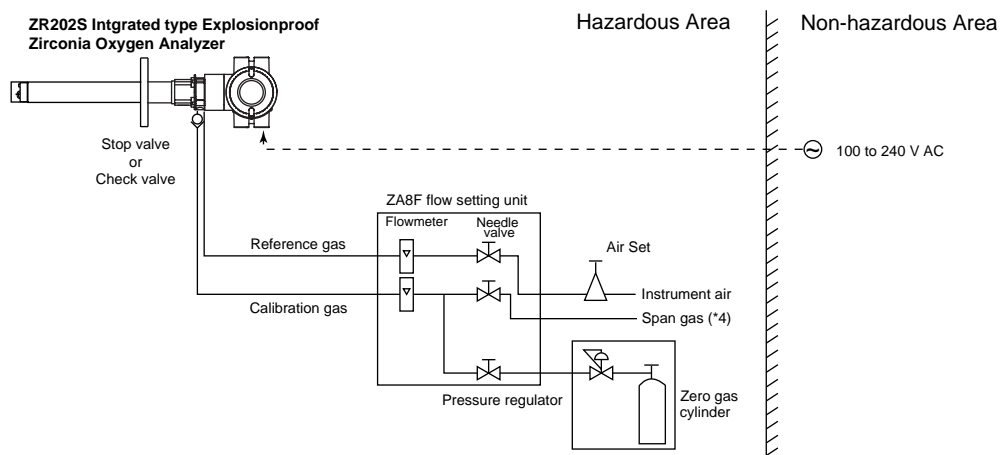 ZR202S Intgrated type Explosionproof
Zirconia Oxygen Analyzer
Hazardous Area
Non-hazardous Area
Stop valve
or
Check valve
100 to 240 V AC
ZA8F flow setting unit
Flowmeter
Needle
valve
Reference gas
Air Set
Calibration gas
Instrument air
Span gas (*4)
Pressure regulator
Zero gas
cylinder